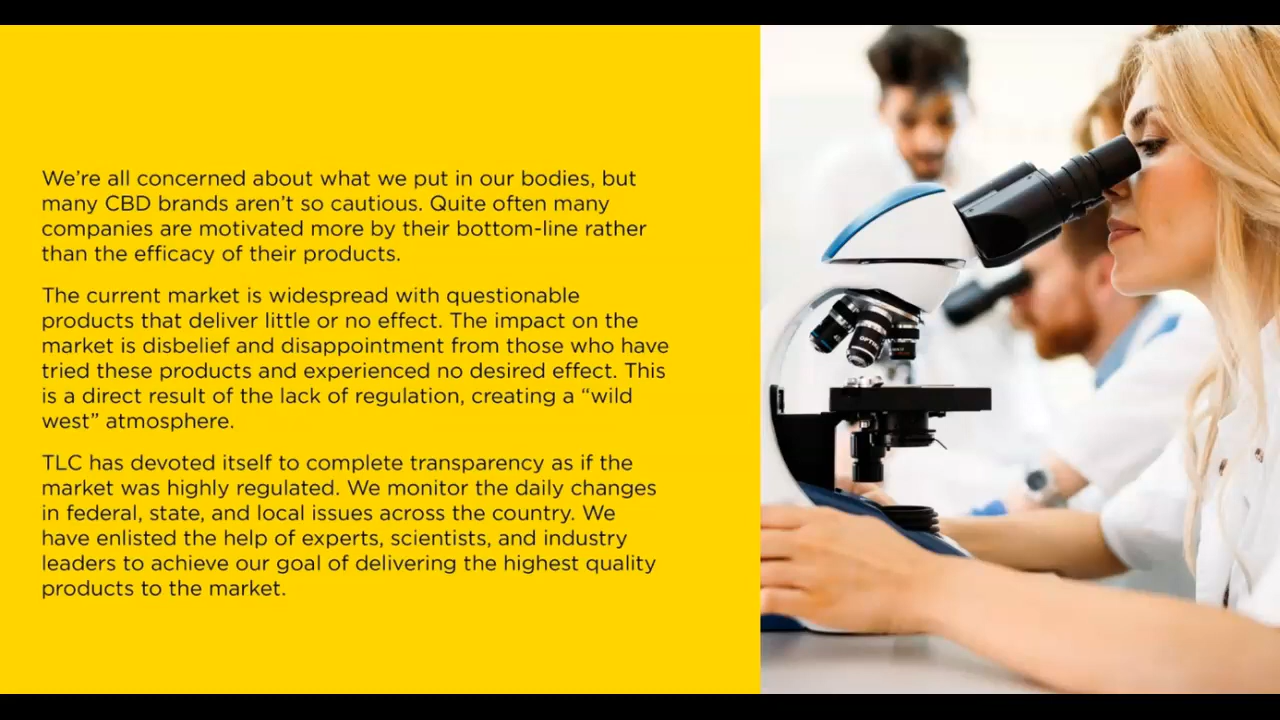 We’re all concerned about what we put in our bodies, but
many CBD brands aren’t so cautious. Quite often many
companies are motivated more by their bottom-line rather
than the efficacy of their products.
The current market is widespread with questionable
products that deliver little or no effect. The impact on the
market is disbelief and disappointment from those who have
tried these products and experienced no desired effect. This
is a direct result of the lack of regulation, creating a “wild
west” atmosphere.
TLC has devoted itself to complete transparency as if the
market was highly regulated. We monitor the daily changes
in federal, state, and local issues across the country. We
have enlisted the help of experts, scientists, and industry
leaders to achieve our goal of delivering the highest quality
products to the market.